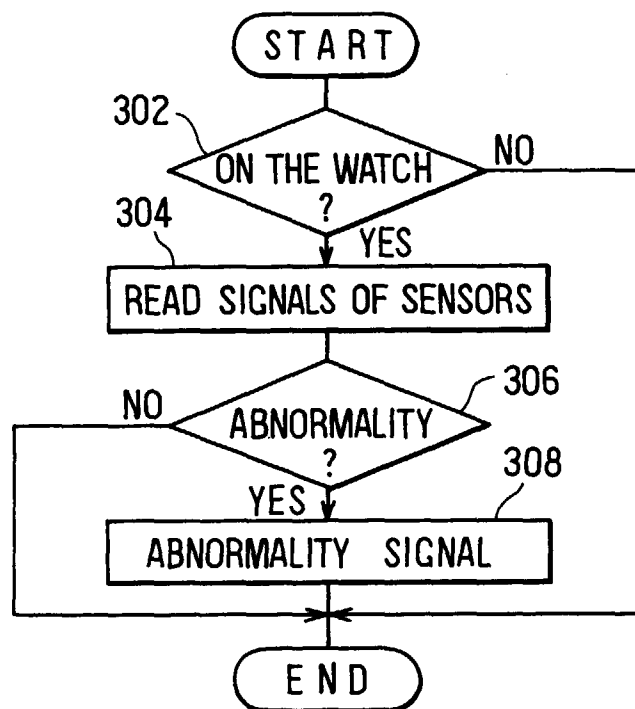 START
302
ON THE WATCH
?
NO
304
YES
READ SIGNALS OF SENSORS
306
NO
ABNORMALITY
?
308
YES
ABNORMALITY SIGNAL
END